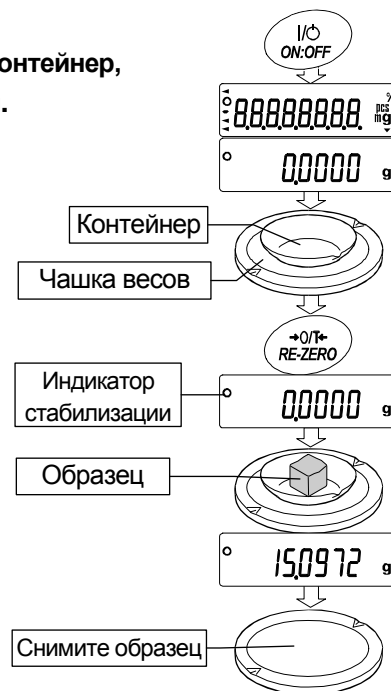 I/⏻
ON:OFF
онтейнер,
.
8.8.8.8.8.8.8.8. % pcs mg
0.0000 g
Контейнер
Чашка весов
→0/T←
RE-ZERO
Индикатор
стабилизации
0.0000 g
Образец
15.0972 g
Снимите образец